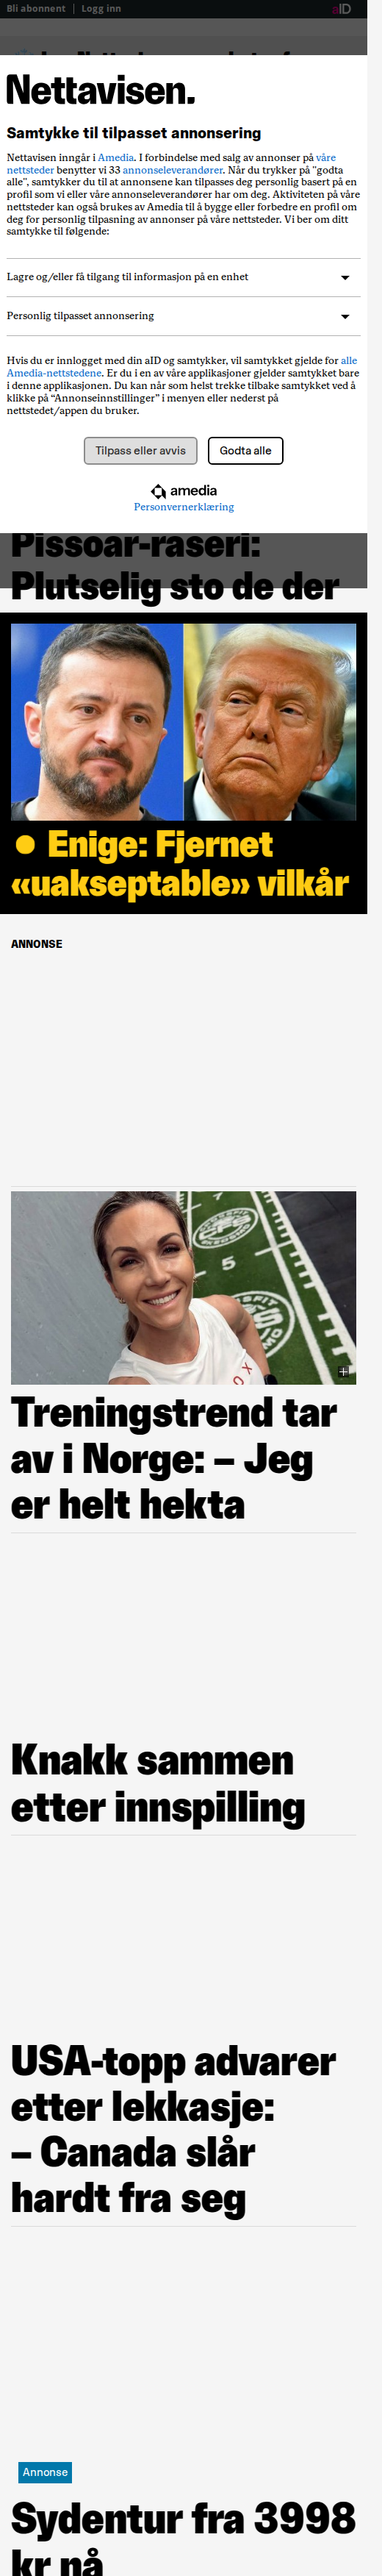 Bli abonnent | Logg inn
aID
Nettavisen.
Samtykke til tilpasset annonsering
Nettavisen inngår i Amedia. I forbindelse med salg av annonser på våre
nettsteder benytter vi 33 annonseleverandører. Når du trykker på "godta
alle", samtykker du til at annonsene kan tilpasses deg personlig basert på en
profil som vi eller våre annonseleverandører har om deg. Aktiviteten på våre
nettsteder kan også brukes av Amedia til å bygge eller forbedre en profil om
deg for personlig tilpasning av annonser på våre nettsteder. Vi ber om ditt
samtykke til følgende:
Lagre og/eller få tilgang til informasjon på en enhet
Personlig tilpasset annonsering
Hvis du er innlogget med din aID og samtykker, vil samtykket gjelde for alle
Amedia-nettstedene. Er du i en av våre applikasjoner gjelder samtykket bare
i denne applikasjonen. Du kan når som helst trekke tilbake samtykket ved å
klikke på “Annonseinnstillinger” i menyen eller nederst på
nettstedet/appen du bruker.
Tilpass eller avvis
Godta alle
amedia
Personvernerklæring
Pissoar-raseri:
Plutselig sto de der
Enige: Fjernet
«uakseptable» vilkår
ANNONSE
Treningstrend tar
av i Norge: – Jeg
er helt hekta
Knakk sammen
etter innspilling
USA-topp advarer
etter lekkasje:
– Canada slår
hardt fra seg
Annonse
Sydentur fra 3998
kr nå